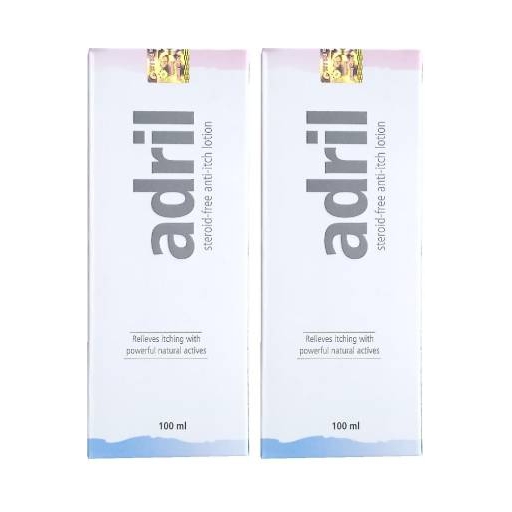 adril
steroid-free anti-itch lotion
Relieves itching with
powerful natural actives
100 ml
adril
steroid-free anti-itch lotion
Relieves itching with
powerful natural actives
100 ml